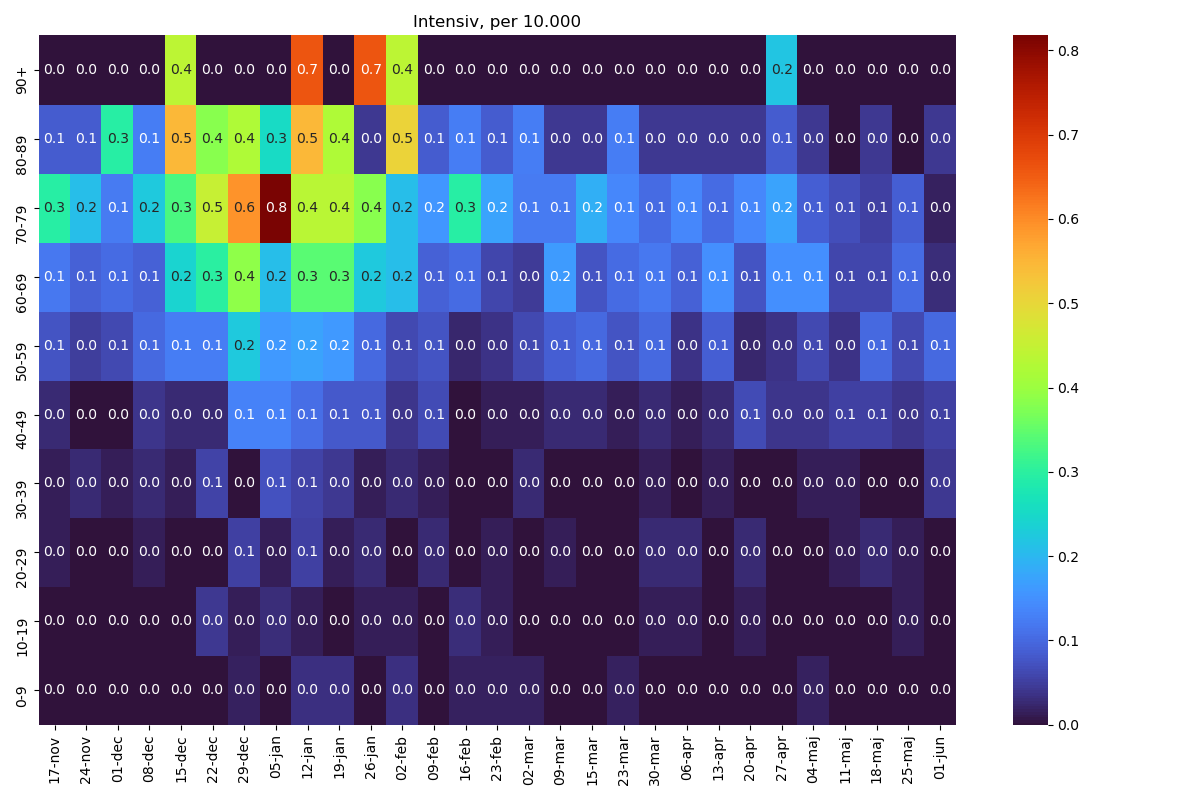 Intensiv, per 10.000
90+ 0.0 0.0 0.0 0.0 0.4 0.0 0.0 0.0 0.7 0.0 0.7 0.4 0.0 0.0 0.0 0.0 0.0 0.0 0.0 0.0 0.0 0.0 0.0 0.2 0.0 0.0 0.0 0.0 0.0
80-89 0.1 0.1 0.3 0.1 0.5 0.4 0.4 0.3 0.5 0.4 0.0 0.5 0.1 0.1 0.1 0.1 0.0 0.0 0.1 0.0 0.0 0.0 0.0 0.1 0.0 0.0 0.0 0.0 0.0
70-79 0.3 0.2 0.1 0.2 0.3 0.5 0.6 0.8 0.4 0.4 0.4 0.2 0.2 0.3 0.2 0.1 0.1 0.2 0.1 0.1 0.1 0.1 0.1 0.2 0.1 0.1 0.1 0.1 0.0
60-69 0.1 0.1 0.1 0.1 0.2 0.3 0.4 0.2 0.3 0.3 0.2 0.2 0.1 0.1 0.1 0.0 0.2 0.1 0.1 0.1 0.1 0.1 0.1 0.1 0.1 0.1 0.1 0.1 0.0
50-59 0.1 0.0 0.1 0.1 0.1 0.1 0.2 0.2 0.2 0.2 0.1 0.1 0.1 0.0 0.0 0.1 0.1 0.1 0.1 0.1 0.0 0.1 0.0 0.0 0.1 0.0 0.1 0.1 0.1
40-49 0.0 0.0 0.0 0.0 0.0 0.0 0.1 0.1 0.1 0.1 0.1 0.0 0.1 0.0 0.0 0.0 0.0 0.0 0.0 0.0 0.0 0.0 0.1 0.0 0.0 0.1 0.1 0.0 0.1
30-39 0.0 0.0 0.0 0.0 0.0 0.1 0.0 0.1 0.1 0.0 0.0 0.0 0.0 0.0 0.0 0.0 0.0 0.0 0.0 0.0 0.0 0.0 0.0 0.0 0.0 0.0 0.0 0.0 0.0
20-29 0.0 0.0 0.0 0.0 0.0 0.0 0.1 0.0 0.1 0.0 0.0 0.0 0.0 0.0 0.0 0.0 0.0 0.0 0.0 0.0 0.0 0.0 0.0 0.0 0.0 0.0 0.0 0.0 0.0
10-19 0.0 0.0 0.0 0.0 0.0 0.0 0.0 0.0 0.0 0.0 0.0 0.0 0.0 0.0 0.0 0.0 0.0 0.0 0.0 0.0 0.0 0.0 0.0 0.0 0.0 0.0 0.0 0.0 0.0
0-9 0.0 0.0 0.0 0.0 0.0 0.0 0.0 0.0 0.0 0.0 0.0 0.0 0.0 0.0 0.0 0.0 0.0 0.0 0.0 0.0 0.0 0.0 0.0 0.0 0.0 0.0 0.0 0.0 0.0
17-nov 24-nov 01-dec 08-dec 15-dec 22-dec 29-dec 05-jan 12-jan 19-jan 26-jan 02-feb 09-feb 16-feb 23-feb 02-mar 09-mar 15-mar 23-mar 30-mar 06-apr 13-apr 20-apr 27-apr 04-maj 11-maj 18-maj 25-maj 01-jun
0.8
0.7
0.6
0.5
0.4
0.3
0.2
0.1
0.0